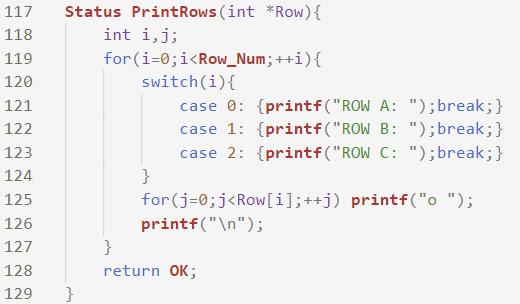 117 Status PrintRows(int *Row){
118     int i,j;
119     for(i=0;i<Row_Num;++i){
120         switch(i){
121             case 0: {printf("ROW A: ");break;}
122             case 1: {printf("ROW B: ");break;}
123             case 2: {printf("ROW C: ");break;}
124         }
125         for(j=0;j<Row[i];++j) printf("o ");
126         printf("\n");
127     }
128     return OK;
129 }